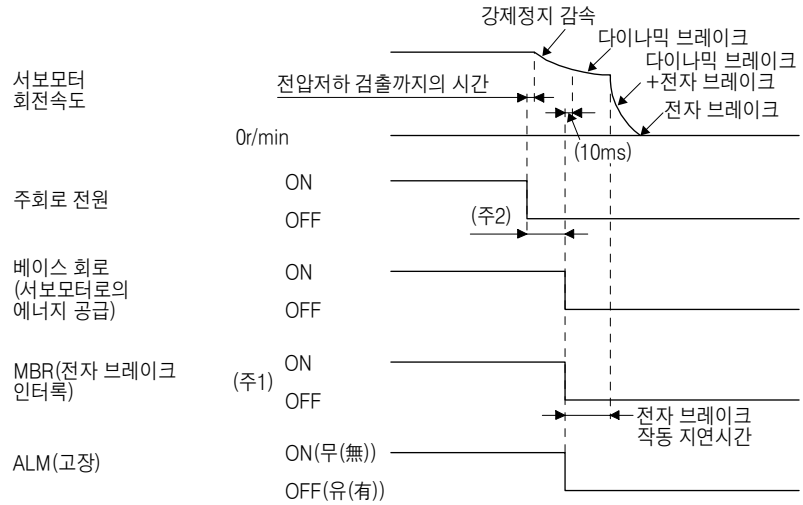 강제정지 감속
다이나믹 브레이크
다이나믹 브레이크
+전자 브레이크
전자 브레이크
서보모터
회전속도
전압저하 검출까지의 시간
0r/min
(10ms)
주회로 전원
ON
OFF
(주2)
베이스 회로
(서보모터로의
에너지 공급)
ON
OFF
MBR(전자 브레이크
인터록)
(주1)
ON
OFF
전자 브레이크
작동 지연시간
ALM(고장)
ON(무(無))
OFF(유(有))